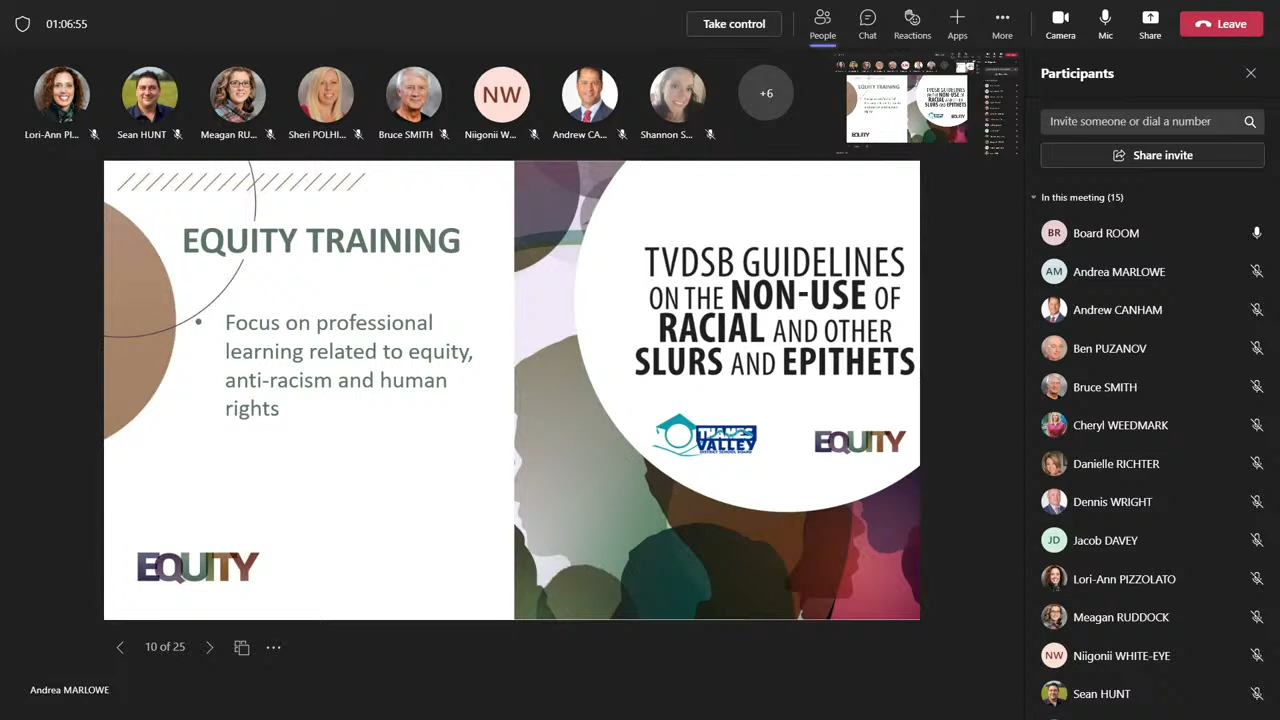 01:06:55
Take control
People
Chat
Reactions
Apps
More
Camera
Mic
Share
Leave
Lori-Ann PI...
Sean HUNT
Meagan RU...
POLHI...
Bruce SMITH
Niigonii W...
Andrew CA...
Shannon S...
NW
+6
Participants
Invite someone or dial a number
Share invite
In this meeting (15)
BR Board ROOM
AM Andrea MARLOWE
Andrew CANHAM
Ben PUZANOV
Bruce SMITH
Cheryl WEEDMARK
Danielle RICHTER
Dennis WRIGHT
JD Jacob DAVEY
Lori-Ann PIZZOLATO
Meagan RUDDOCK
NW Niigonii WHITE-EYE
Sean HUNT
EQUITY TRAINING
• Focus on professional
learning related to equity,
anti-racism and human
rights
EQUITY
TVDSB GUIDELINES
ON THE NON-USE OF
RACIAL AND OTHER
SLURS AND EPITHETS
THAMES
VALLEY
DISTRICT SCHOOL BOARD
EQUITY
10 of 25
Andrea MARLOWE